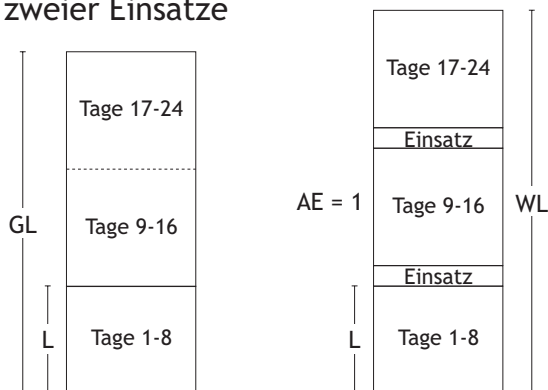 zweier Einsätze
Tage 17-24
Tage 9-16
Tage 1-8
GL
L
Tage 17-24
Einsatz
Tage 9-16
Einsatz
Tage 1-8
AE = 1
L
WL